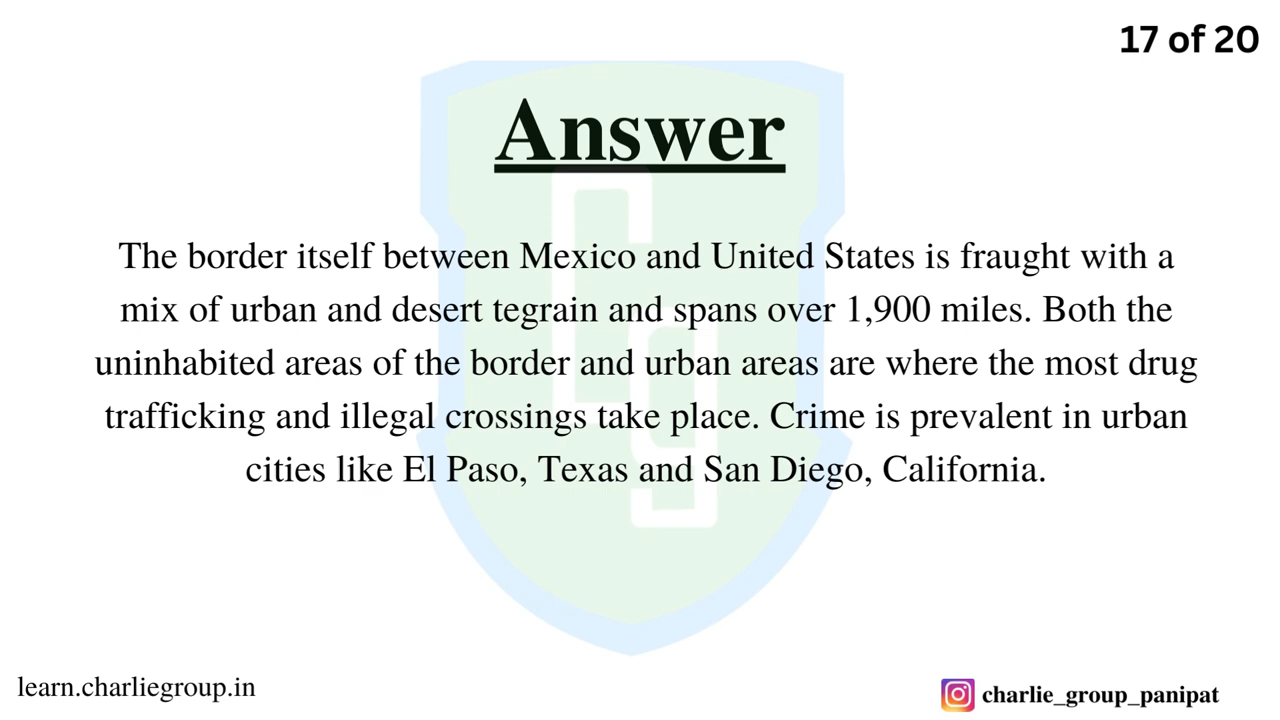 17 of 20
Answer
The border itself between Mexico and United States is fraught with a
mix of urban and desert tegrain and spans over 1,900 miles. Both the
uninhabited areas of the border and urban areas are where the most drug
trafficking and illegal crossings take place. Crime is prevalent in urban
cities like El Paso, Texas and San Diego, California.
learn.charliegroup.in
charlie_group_panipat